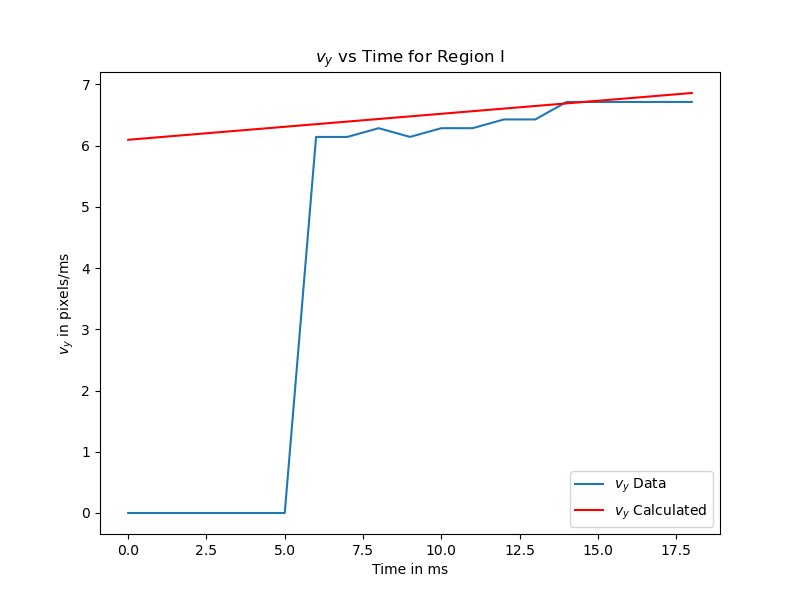 v_y vs Time for Region I
7
6
5
4
3
2
1
0
v_y in pixels/ms
0.0 2.5 5.0 7.5 10.0 12.5 15.0 17.5
Time in ms
v_y Data
v_y Calculated